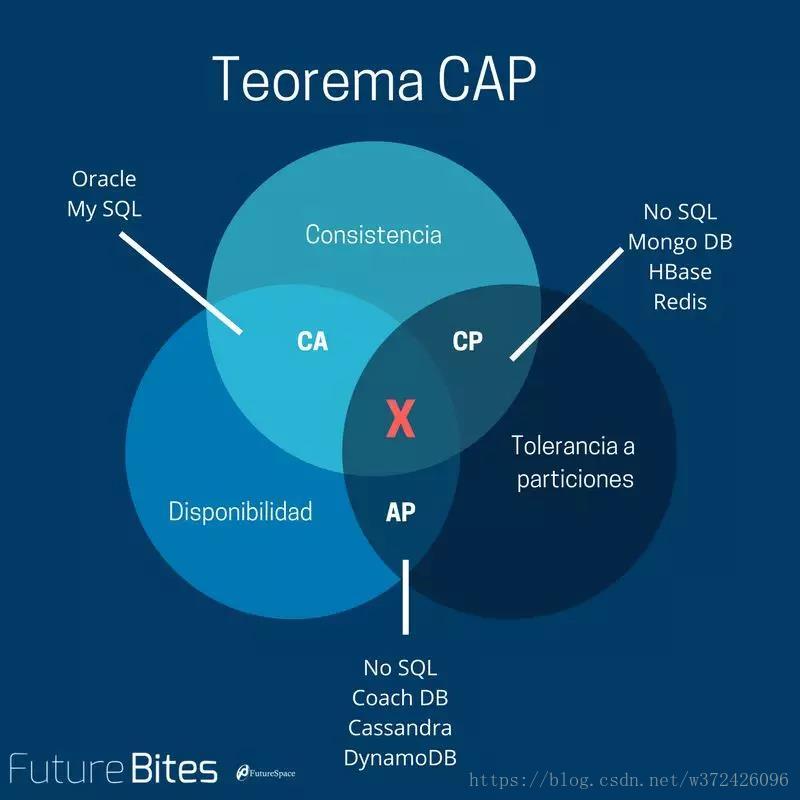 Teorema CAP
Oracle
My SQL
Consistencia
No SQL
Mongo DB
HBase
Redis
CA
CP
X
Tolerancia a
particiones
Disponibilidad
AP
No SQL
Coach DB
Cassandra
DynamoDB
FutureBites
FutureSpace
https://blog.csdn.net/w372426096